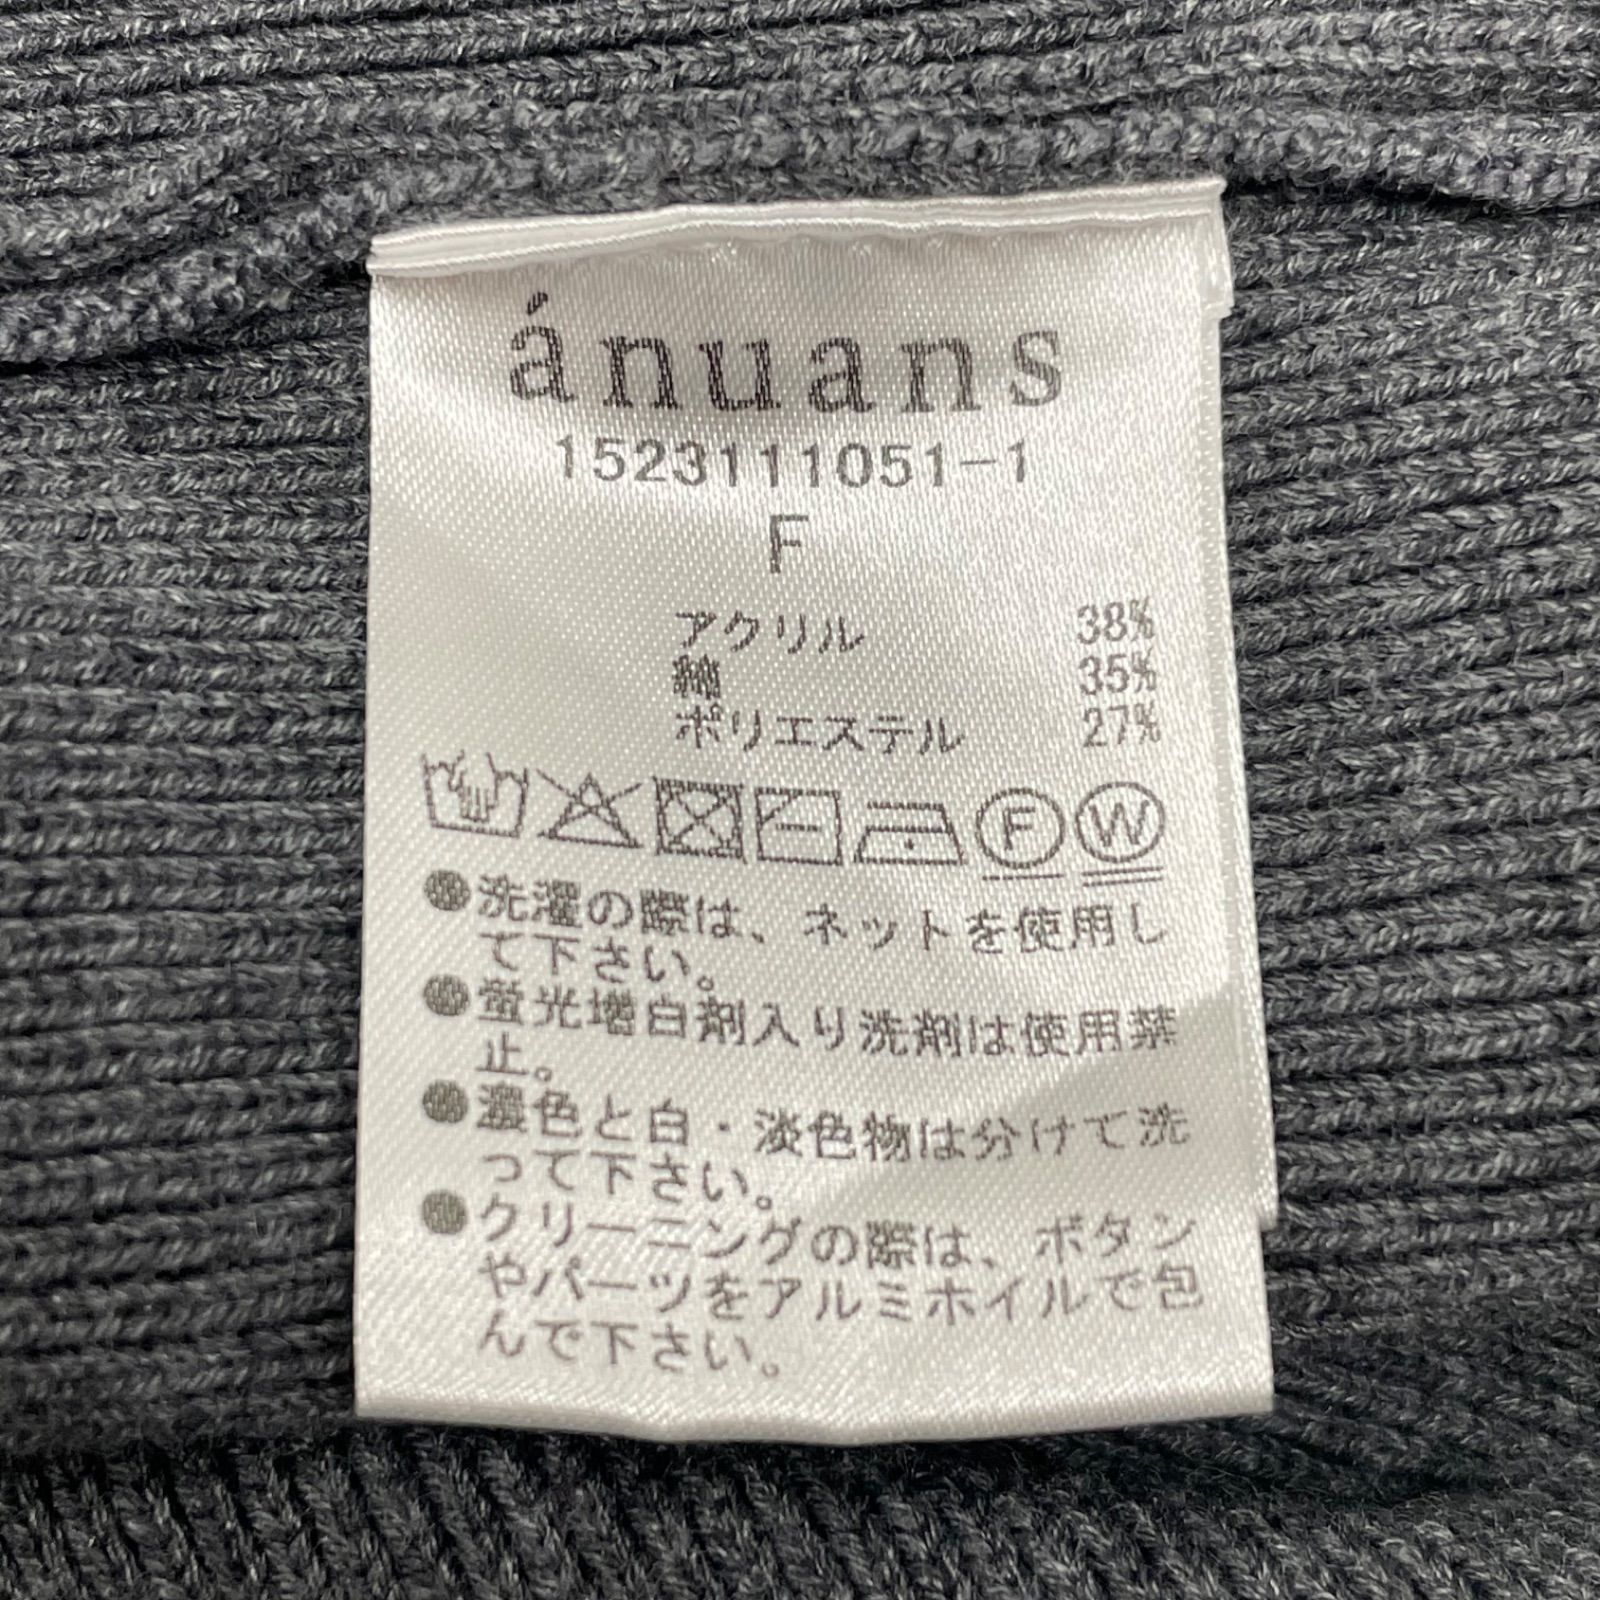 ánuans
1523111051-1
F
アクリル 38%
綿 35%
ポリエステル 27%
F W
●洗濯の際は、ネットを使用し
て下さい。
●蛍光増白剤入り洗剤は使用禁
止。
●濃色と白・淡色物は分けて洗
って下さい。
●クリーニングの際は、ボタン
やパーツをアルミホイルで包
んで下さい。